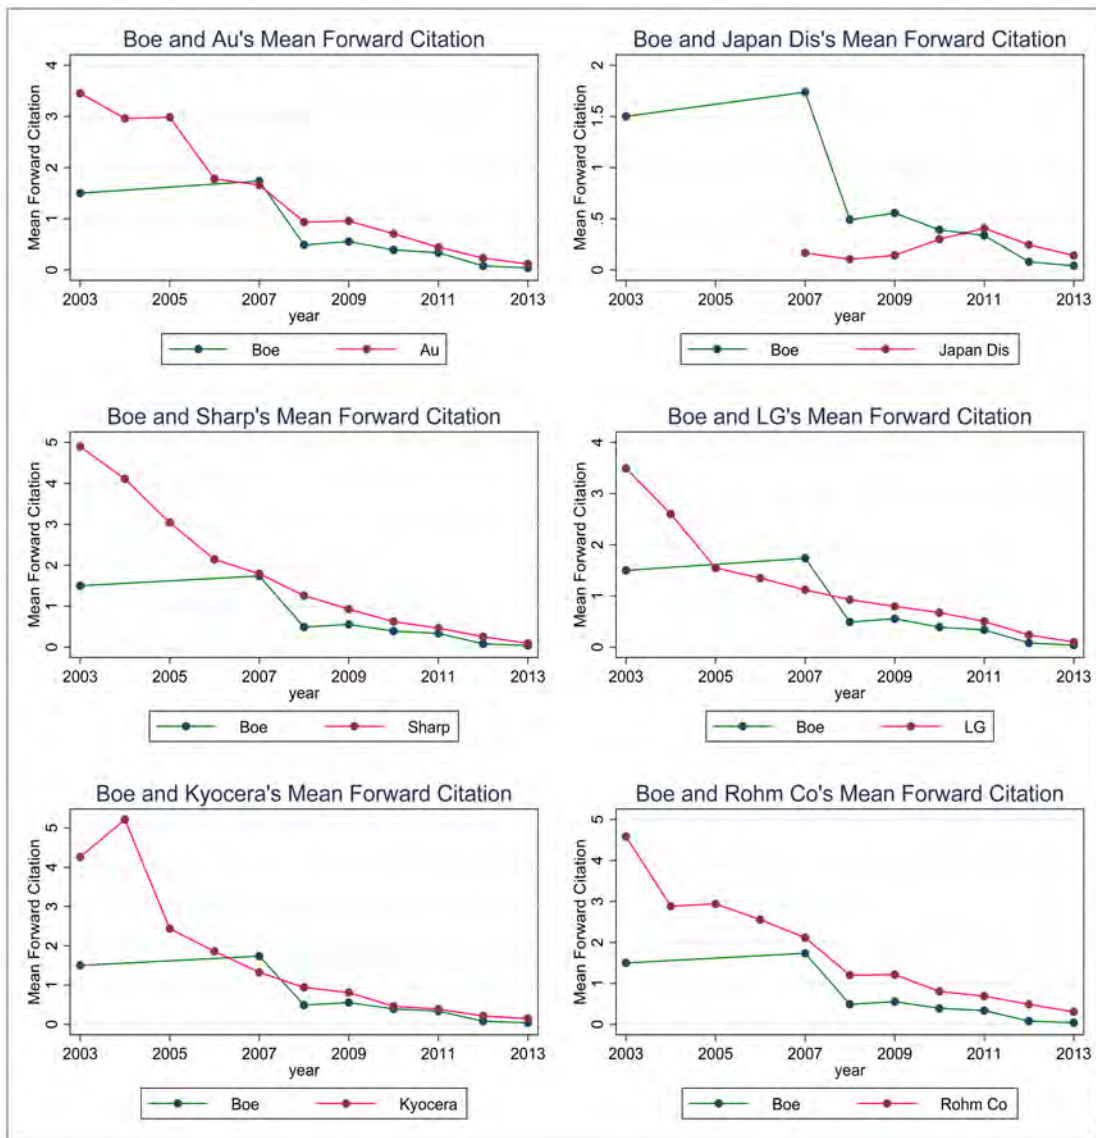 Boe and Au's Mean Forward Citation
Mean Forward Citation
4
3
2
1
0
2003 2005 2007 2009 2011 2013
year
Boe Au
Boe and Japan Dis's Mean Forward Citation
Mean Forward Citation
2
1.5
1
.5
0
2003 2005 2007 2009 2011 2013
year
Boe Japan Dis
Boe and Sharp's Mean Forward Citation
Mean Forward Citation
5
4
3
2
1
0
2003 2005 2007 2009 2011 2013
year
Boe Sharp
Boe and LG's Mean Forward Citation
Mean Forward Citation
4
3
2
1
0
2003 2005 2007 2009 2011 2013
year
Boe LG
Boe and Kyocera's Mean Forward Citation
Mean Forward Citation
5
4
3
2
1
0
2003 2005 2007 2009 2011 2013
year
Boe Kyocera
Boe and Rohm Co's Mean Forward Citation
Mean Forward Citation
5
4
3
2
1
0
2003 2005 2007 2009 2011 2013
year
Boe Rohm Co